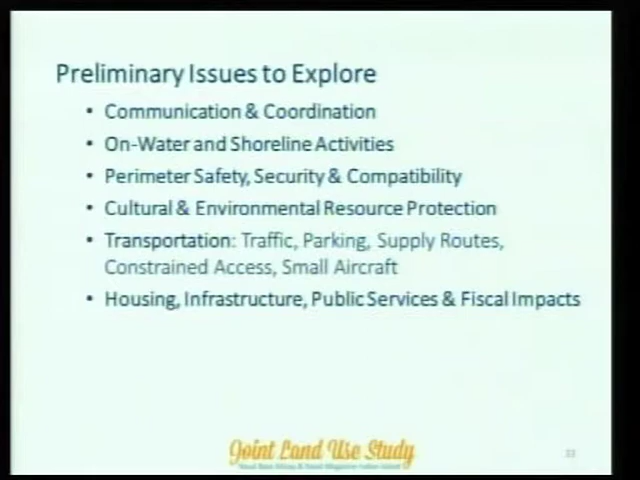 Preliminary Issues to Explore
• Communication & Coordination
• On-Water and Shoreline Activities
• Perimeter Safety, Security & Compatibility
• Cultural & Environmental Resource Protection
• Transportation: Traffic, Parking, Supply Routes,
Constrained Access, Small Aircraft
• Housing, Infrastructure, Public Services & Fiscal Impacts
Joint Land Use Study